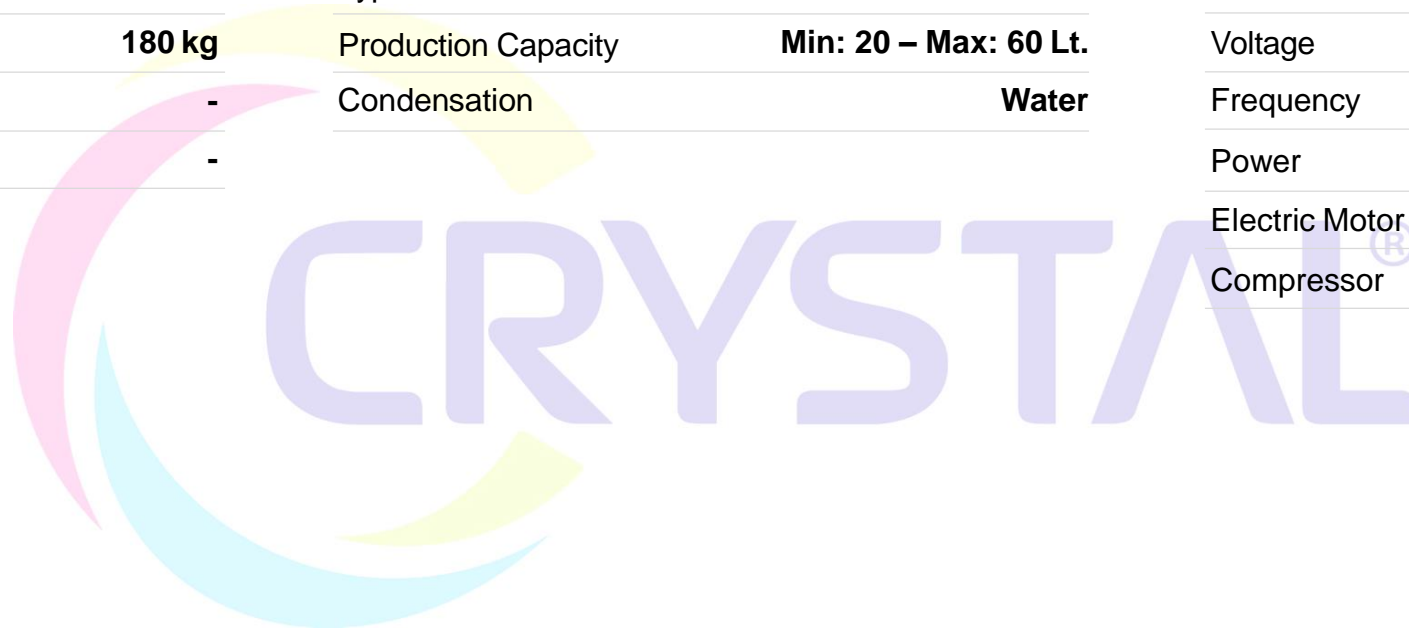 180 kg
-
-
Production Capacity Min: 20 – Max: 60 Lt.
Condensation Water
Voltage
Frequency
Power
Electric Motor
Compressor
CRYSTAL®